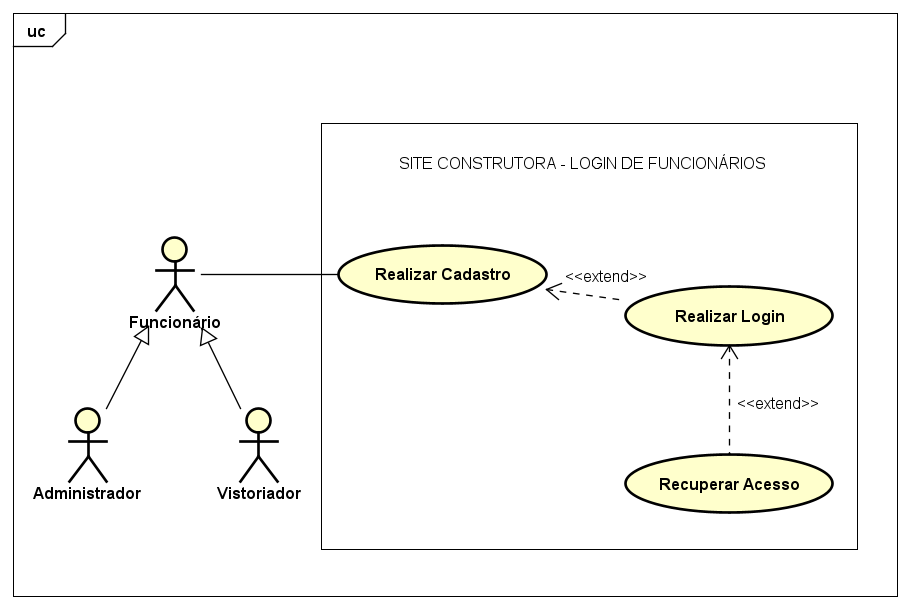 uc
SITE CONSTRUTORA - LOGIN DE FUNCIONÁRIOS
Realizar Cadastro
<<extend>>
Realizar Login
Funcionário
<<extend>>
Recuperar Acesso
Administrador
Vistoriador